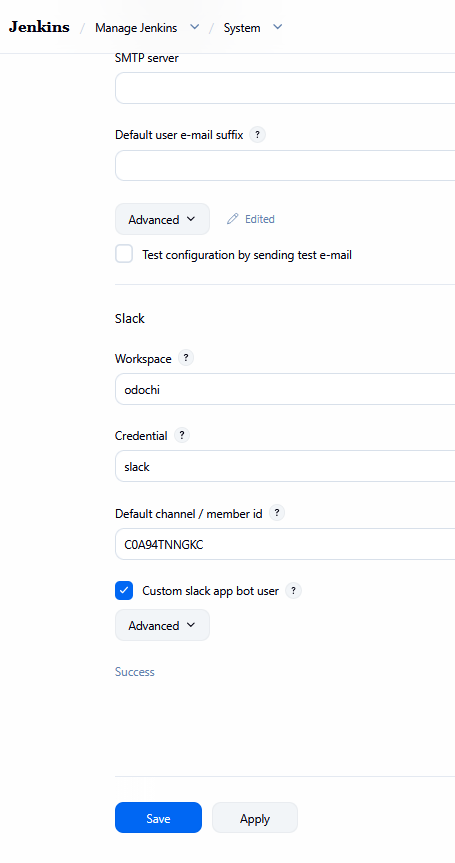 Jenkins / Manage Jenkins / System
SMTP server
Default user e-mail suffix ?
Advanced Edited
Test configuration by sending test e-mail
Slack
Workspace ?
odochi
Credential ?
slack
Default channel / member id ?
C0A94TNNGKC
Custom slack app bot user ?
Advanced
Success
Save Apply